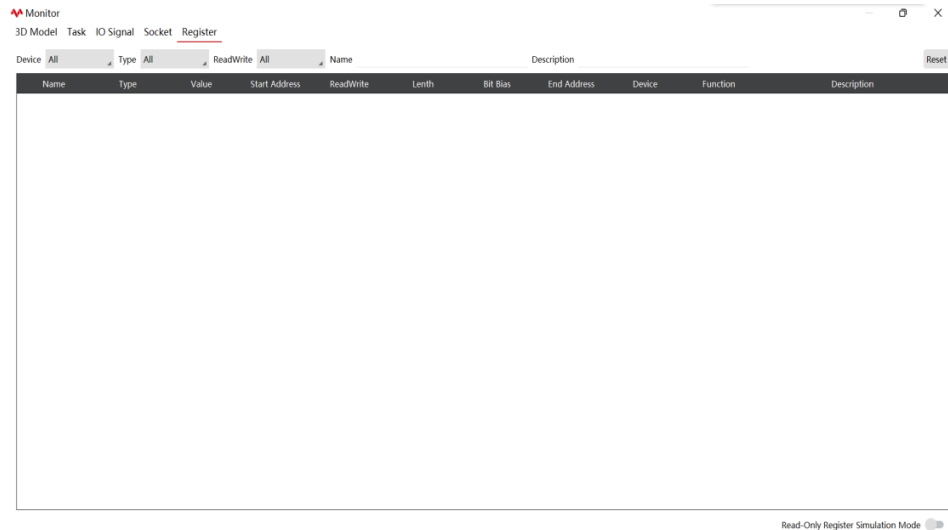 Monitor
3D Model Task IO Signal Socket Register
Device All Type All ReadWrite All Name Description Reset
Name Type Value Start Address ReadWrite Lenth Bit Bias End Address Device Function Description
Read-Only Register Simulation Mode